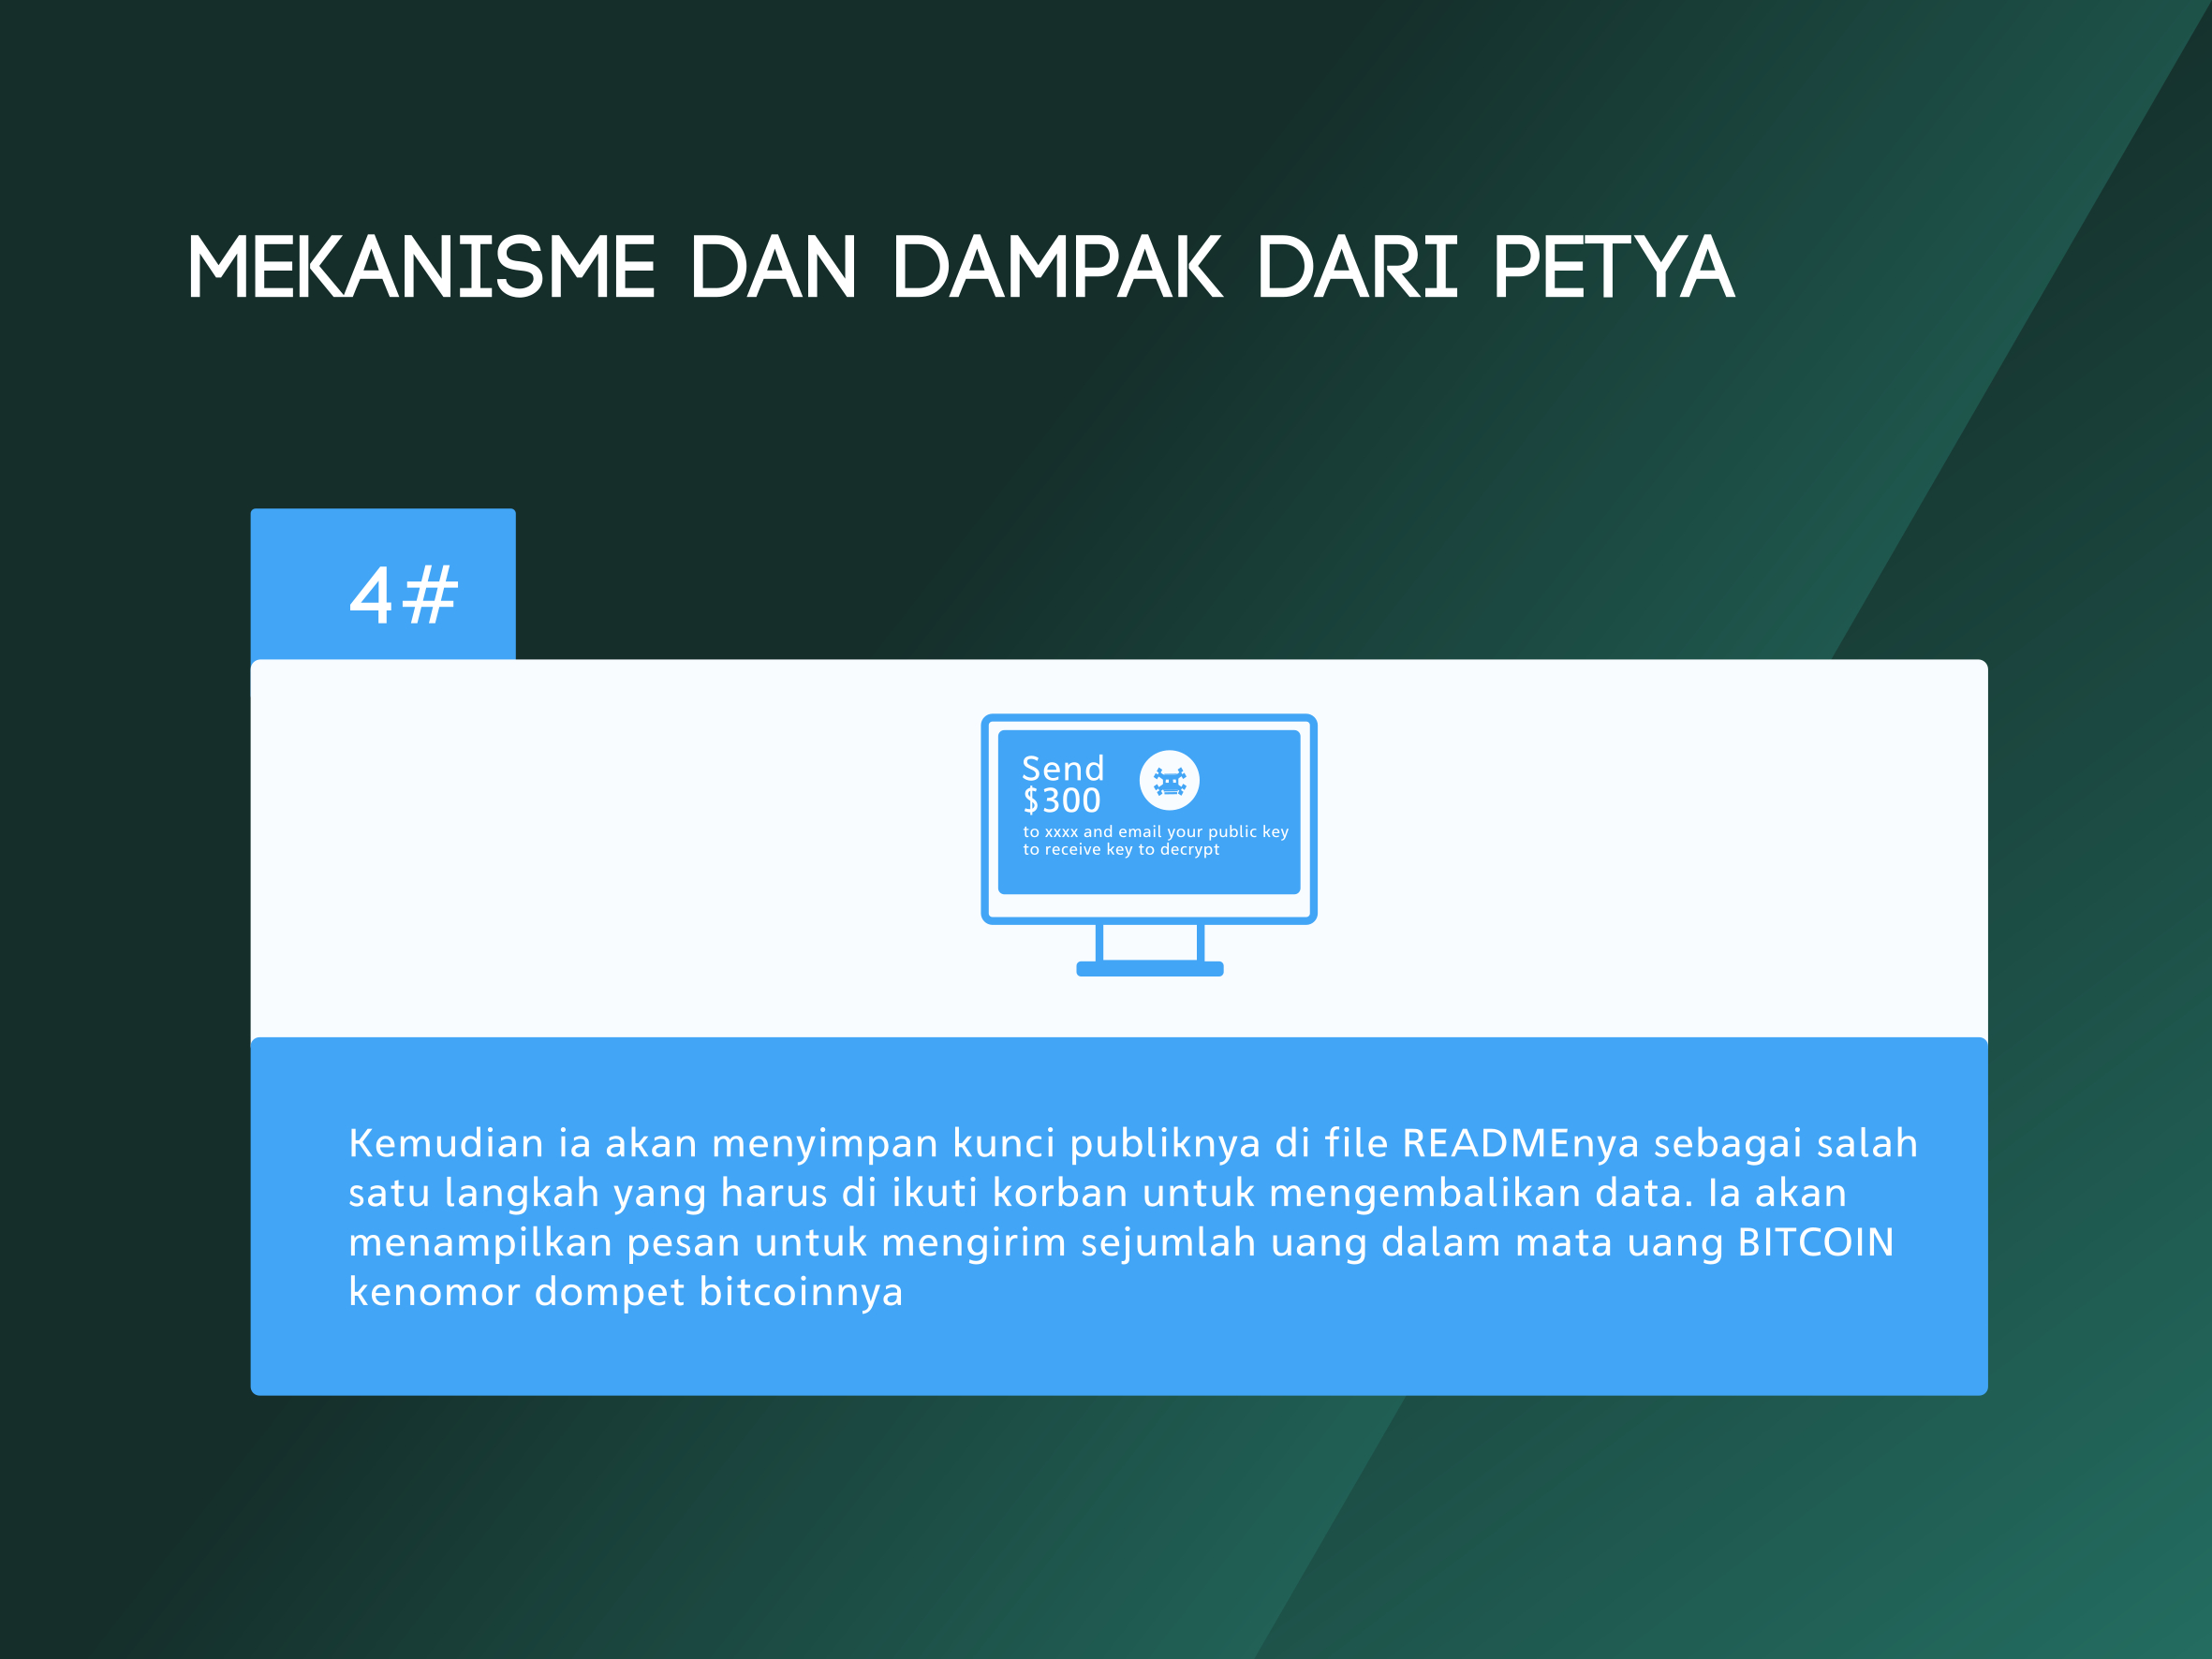 MEKANISME DAN DAMPAK DARI PETYA
4#
Send
$300
to xxxx and email your public key
to receive key to decrypt
Kemudian ia akan menyimpan kunci publiknya di file READMEnya sebagai salah
satu langkah yang harus di ikuti korban untuk mengembalikan data. Ia akan
menampilkan pesan untuk mengirim sejumlah uang dalam mata uang BITCOIN
kenomor dompet bitcoinnya